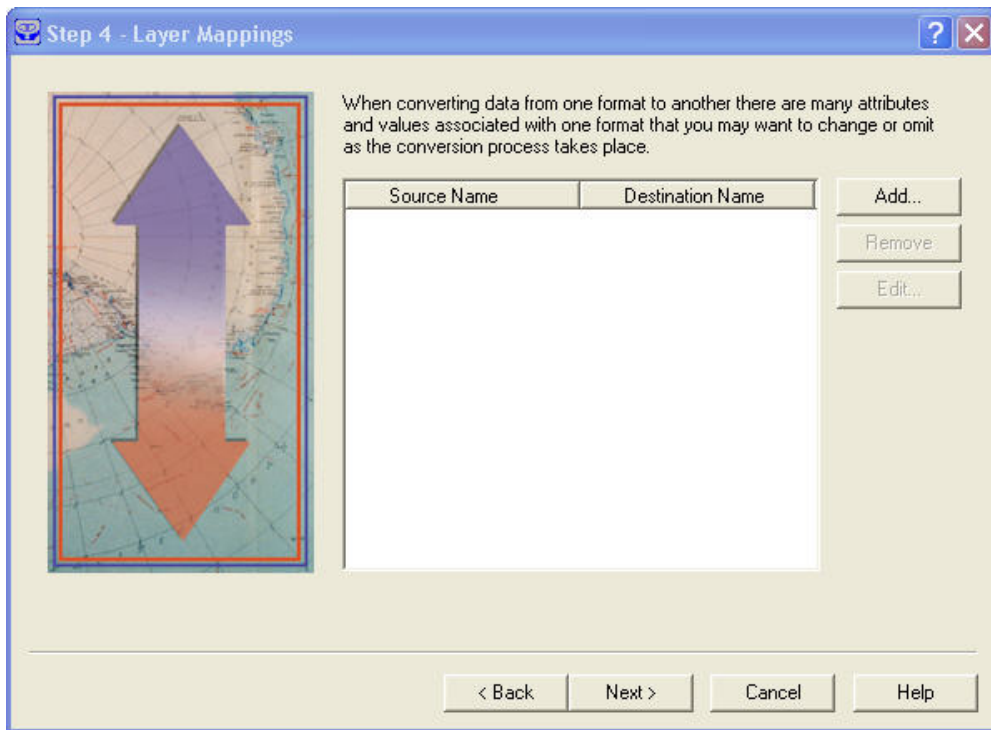 Step 4 - Layer Mappings
When converting data from one format to another there are many attributes
and values associated with one format that you may want to change or omit
as the conversion process takes place.
Source Name
Destination Name
Add...
Remove
Edit...
< Back
Next >
Cancel
Help